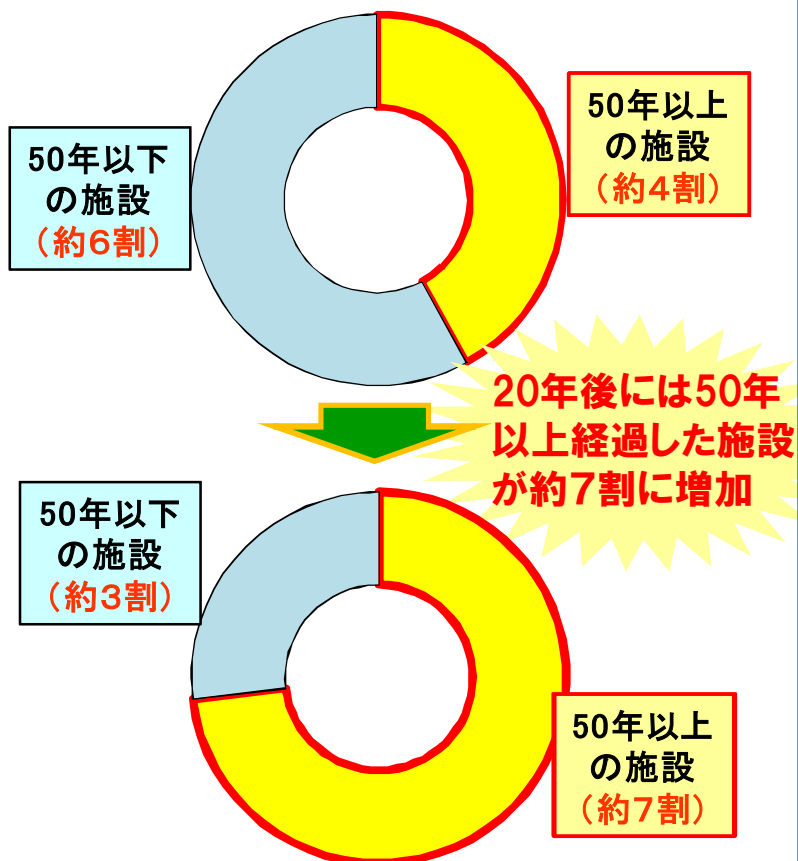 50年以上
の施設
（約4割）
50年以下
の施設
（約6割）
20年後には50年
以上経過した施設
が約7割に増加
50年以下
の施設
（約3割）
50年以上
の施設
（約7割）